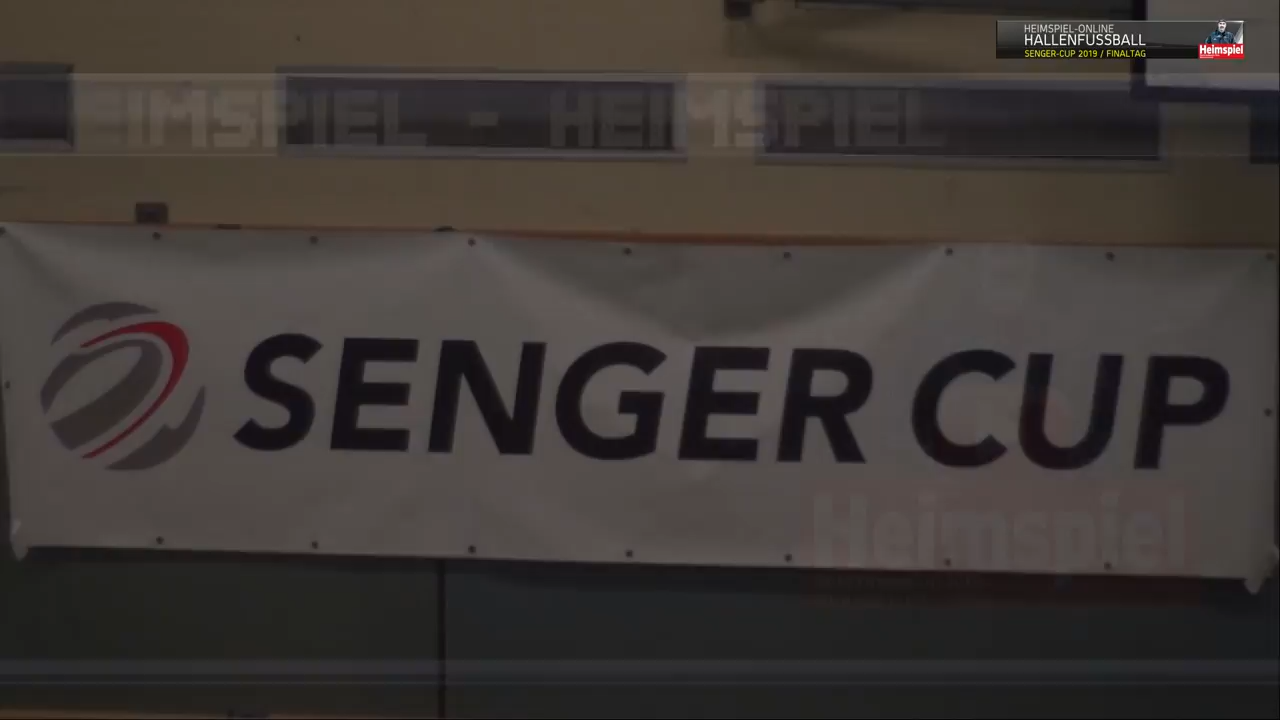 HEIMSPIEL-ONLINE
HALLENFUSSBALL
SENGER-CUP 2019 / FINALTAG
Heimspiel
HEIMSPIEL - HEIMSPIEL
SENGER CUP
Heimspiel